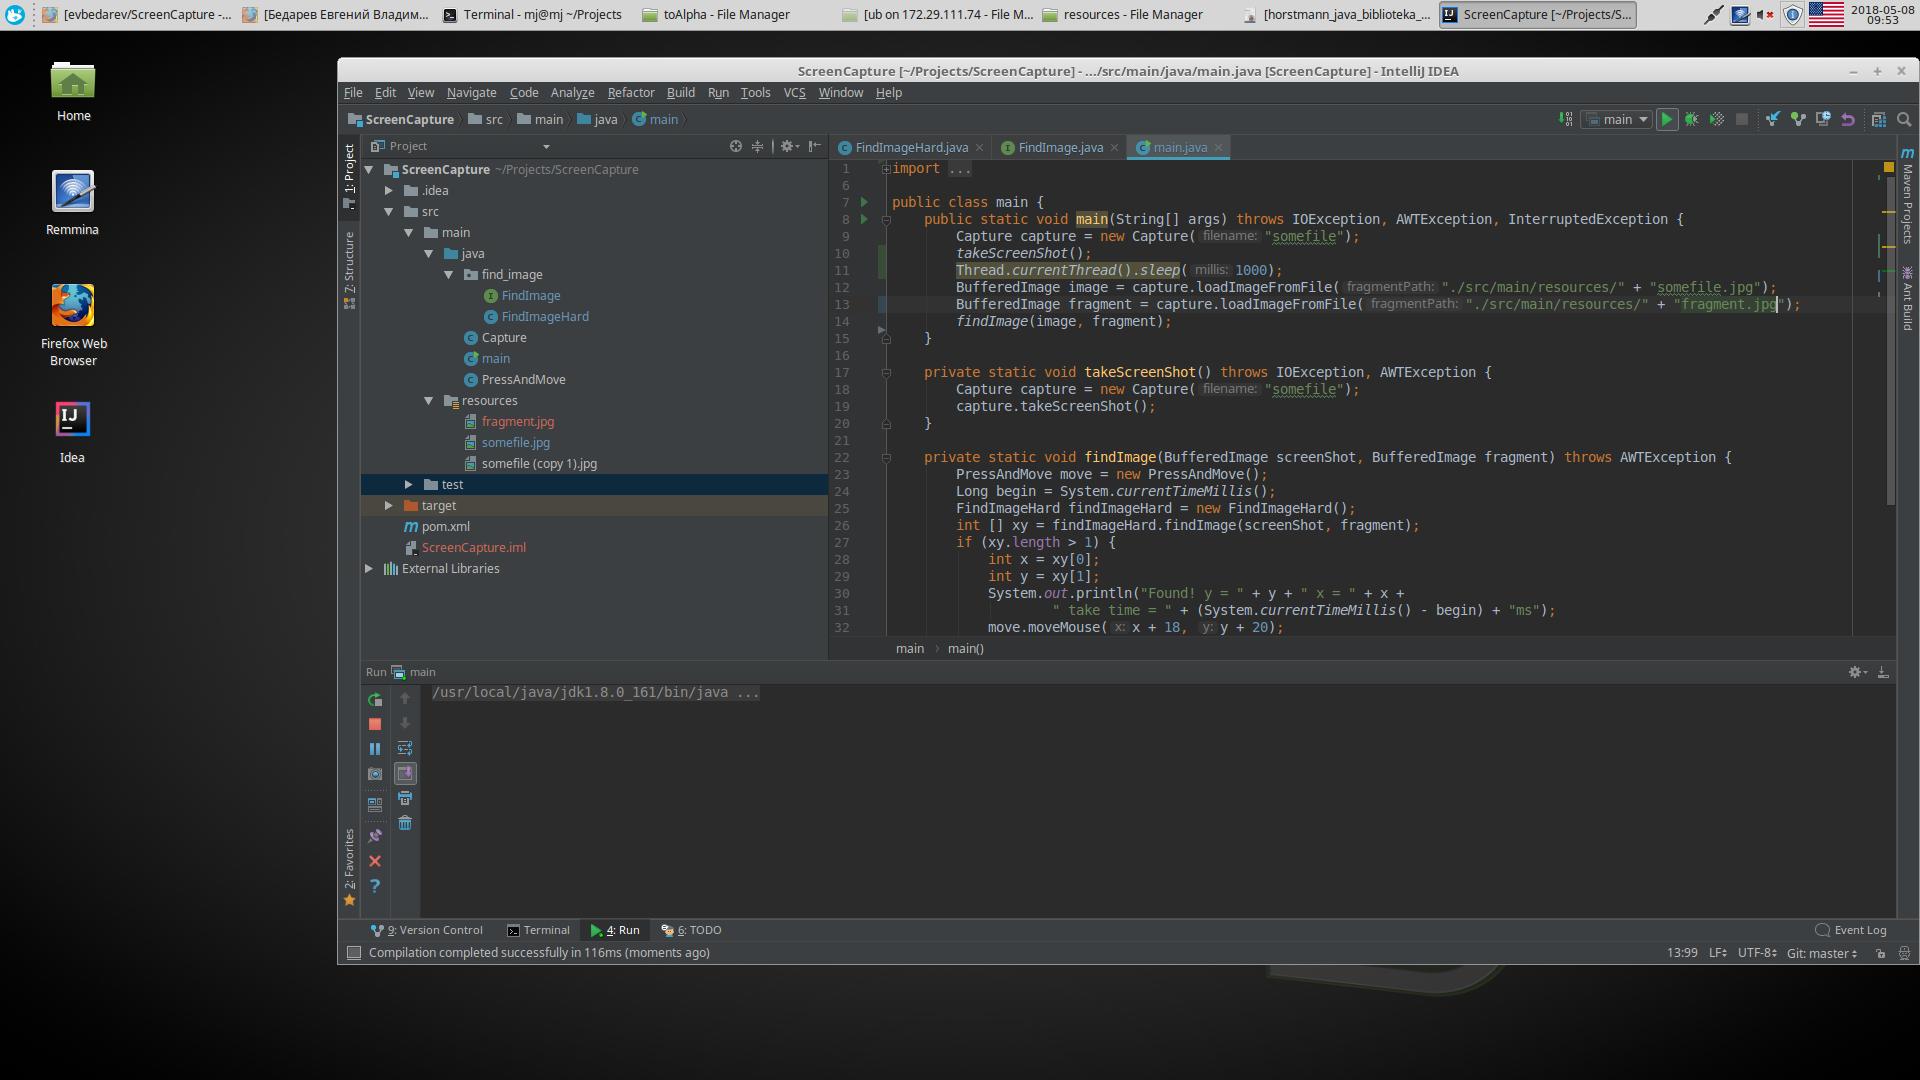 [evbedarev/ScreenCapture -... [Бедарев Евгений Владим... Terminal - mj@mj ~/Projects toAlpha - File Manager [ub on 172.29.111.74 - File M... resources - File Manager [horstmann_java_biblioteka_... ScreenCapture [~/Projects/S... 2018-05-08
09:53
Home
Remmina
Firefox Web
Browser
Idea
ScreenCapture [~/Projects/ScreenCapture] - .../src/main/java/main.java [ScreenCapture] - IntelliJ IDEA
File Edit View Navigate Code Analyze Refactor Build Run Tools VCS Window Help
ScreenCapture src main java main main
1: Project
7: Structure
2: Favorites
Project
ScreenCapture ~/Projects/ScreenCapture
.idea
src
main
java
find_image
FindImage
FindImageHard
Capture
main
PressAndMove
resources
fragment.jpg
somefile.jpg
somefile (copy 1).jpg
test
target
pom.xml
ScreenCapture.iml
External Libraries
FindImageHard.java FindImage.java main.java
1 import ...
6
7 public class main {
8 public static void main(String[] args) throws IOException, AWTException, InterruptedException {
9 Capture capture = new Capture( filename: "somefile");
10 takeScreenShot();
11 Thread.currentThread().sleep( millis: 1000);
12 BufferedImage image = capture.loadImageFromFile( fragmentPath: "./src/main/resources/" + "somefile.jpg");
13 BufferedImage fragment = capture.loadImageFromFile( fragmentPath: "./src/main/resources/" + "fragment.jpg");
14 findImage(image, fragment);
15 }
16
17 private static void takeScreenShot() throws IOException, AWTException {
18 Capture capture = new Capture( filename: "somefile");
19 capture.takeScreenShot();
20 }
21
22 private static void findImage(BufferedImage screenShot, BufferedImage fragment) throws AWTException {
23 PressAndMove move = new PressAndMove();
24 Long begin = System.currentTimeMillis();
25 FindImageHard findImageHard = new FindImageHard();
26 int [] xy = findImageHard.findImage(screenShot, fragment);
27 if (xy.length > 1) {
28 int x = xy[0];
29 int y = xy[1];
30 System.out.println("Found! y = " + y + " x = " + x +
31 " take time = " + (System.currentTimeMillis() - begin) + "ms");
32 move.moveMouse( x: x + 18, y: y + 20);
main main()
Maven Projects
Ant Build
Run main
/usr/local/java/jdk1.8.0_161/bin/java ...
9: Version Control Terminal 4: Run 6: TODO Event Log
Compilation completed successfully in 116ms (moments ago) 13:99 LF UTF-8 Git: master